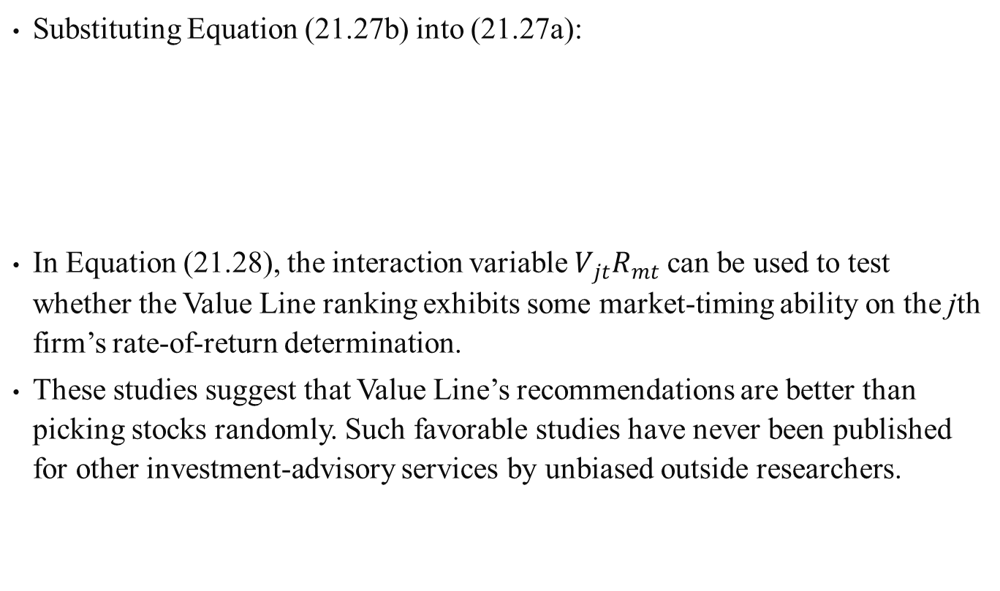 • Substituting Equation (21.27b) into (21.27a):
• In Equation (21.28), the interaction variable V_{jt}R_{mt} can be used to test
whether the Value Line ranking exhibits some market-timing ability on the jth
firm’s rate-of-return determination.
• These studies suggest that Value Line’s recommendations are better than
picking stocks randomly. Such favorable studies have never been published
for other investment-advisory services by unbiased outside researchers.